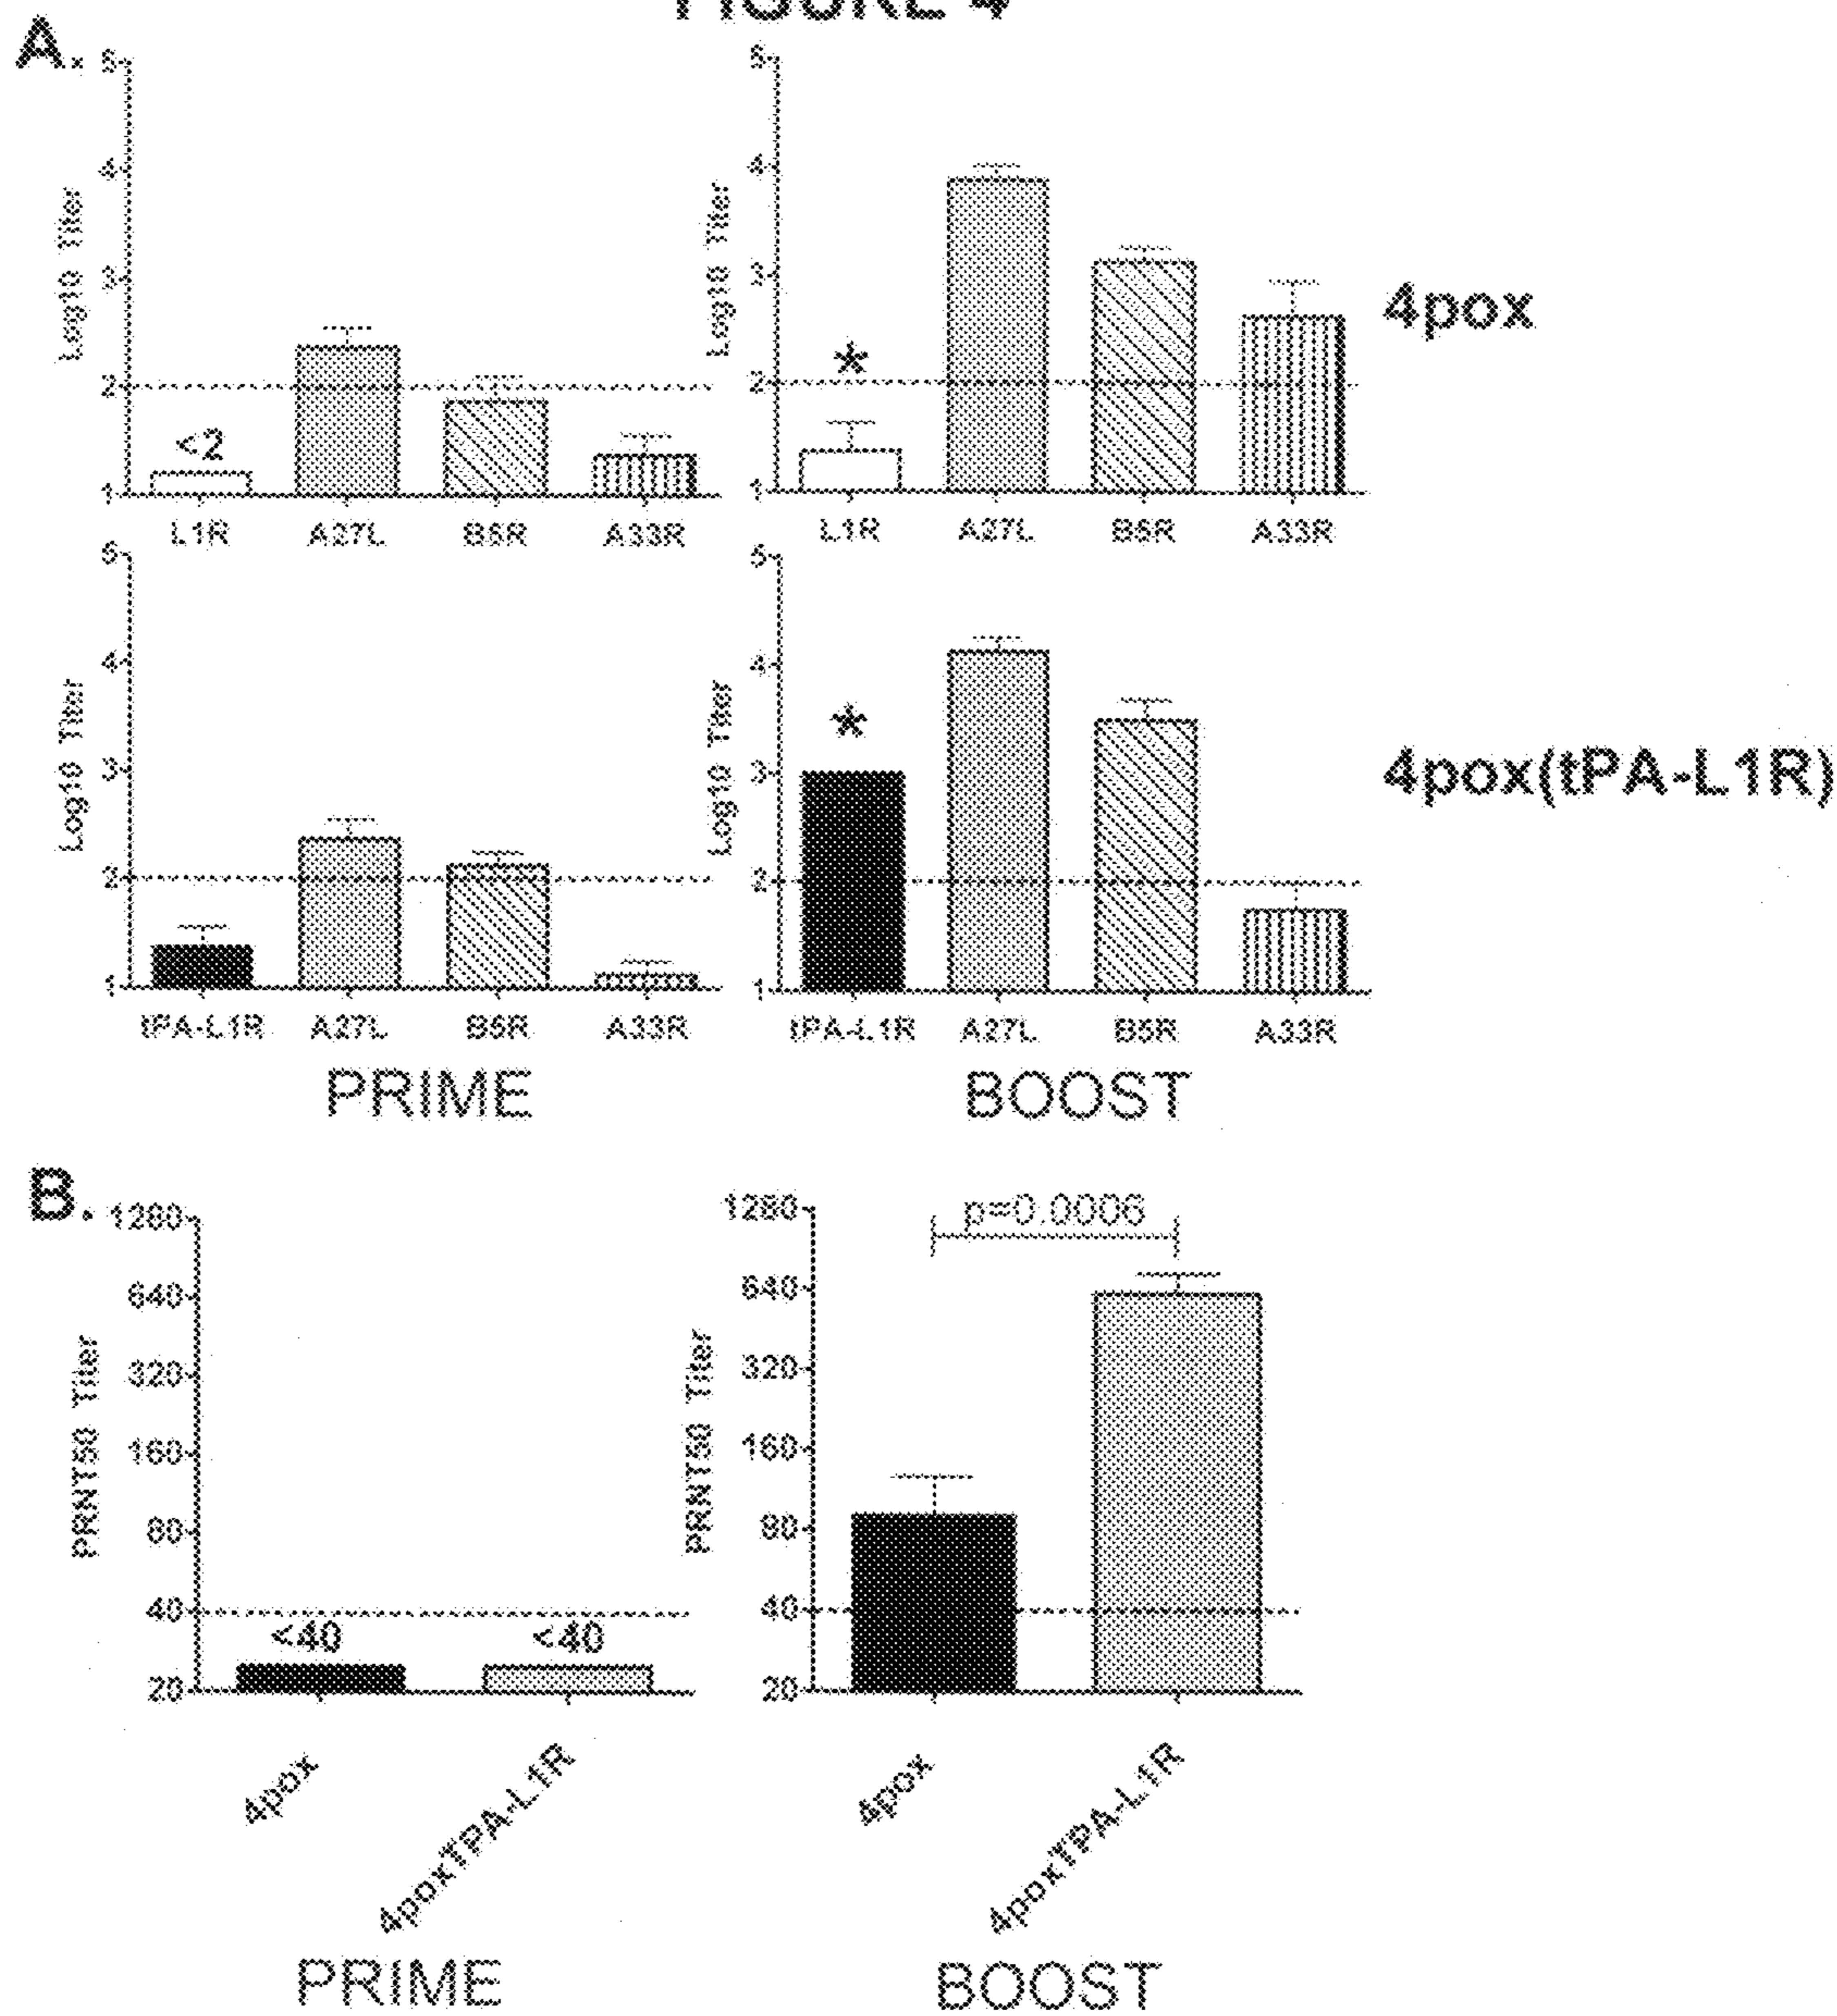 FIGURE 4
A.
5
4
3
2
1
Log10 Titer
<2
L1R A27L B5R A33R
5
4
3
2
1
Log10 Titer
*
L1R A27L B5R A33R
4pox
5
4
3
2
1
Log10 Titer
tPA-L1R A27L B5R A33R
PRIME
5
4
3
2
1
Log10 Titer
*
tPA-L1R A27L B5R A33R
BOOST
4pox(tPA-L1R)
B.
1280
640
320
160
80
40
20
PRNT50 Titer
<40 <40
4pox
4poxTPA-L1R
PRIME
1280
640
320
160
80
40
20
PRNT50 Titer
p=0.0006
4pox
4poxTPA-L1R
BOOST